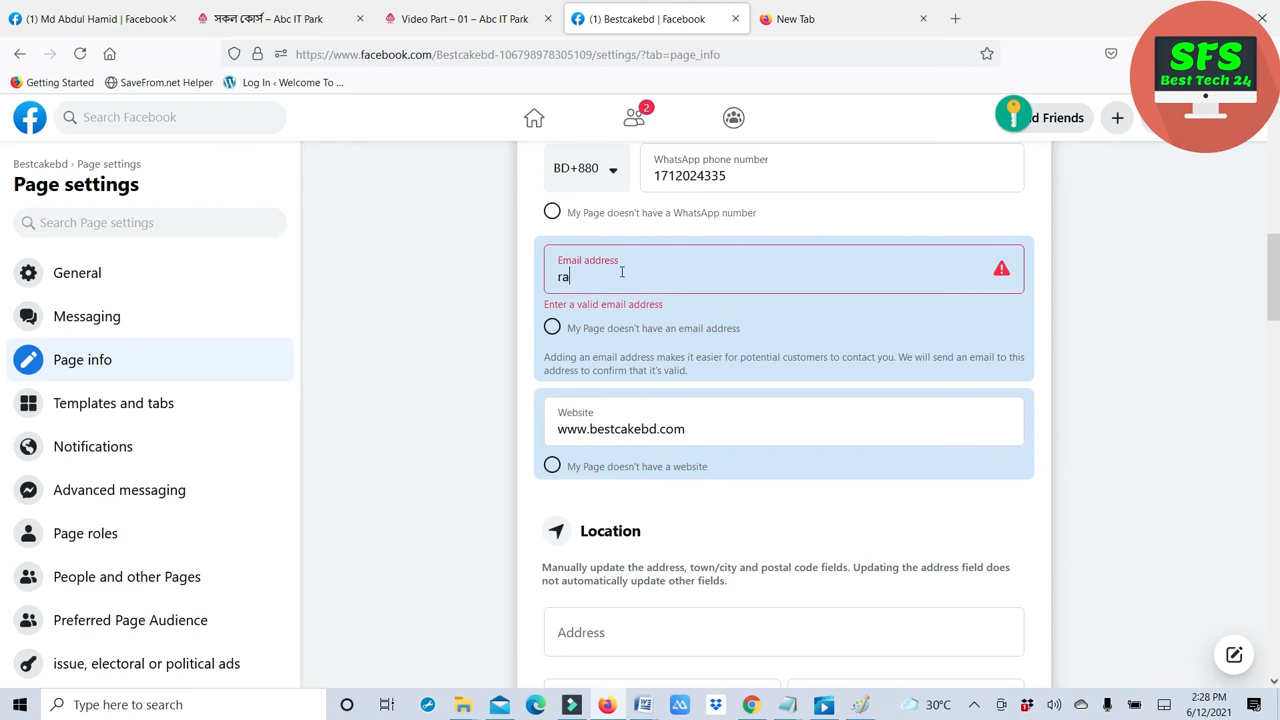 (1) Md Abdul Hamid | Facebook
সকল কোর্স – Abc IT Park
Video Part – 01 – Abc IT Park
(1) Bestcakebd | Facebook
New Tab
https://www.facebook.com/Bestcakebd-106798978305109/settings/?tab=page_info
Getting Started
SaveFrom.net Helper
Log In ‹ Welcome To ...
SFS
Best Tech 24
Search Facebook
2
d Friends
Bestcakebd › Page settings
Page settings
Search Page settings
General
Messaging
Page info
Templates and tabs
Notifications
Advanced messaging
Page roles
People and other Pages
Preferred Page Audience
issue, electoral or political ads
BD+880
WhatsApp phone number
1712024335
My Page doesn't have a WhatsApp number
Email address
ra
Enter a valid email address
My Page doesn't have an email address
Adding an email address makes it easier for potential customers to contact you. We will send an email to this
address to confirm that it's valid.
Website
www.bestcakebd.com
My Page doesn't have a website
Location
Manually update the address, town/city and postal code fields. Updating the address field does
not automatically update other fields.
Address
Type here to search
30°C
2:28 PM
6/12/2021